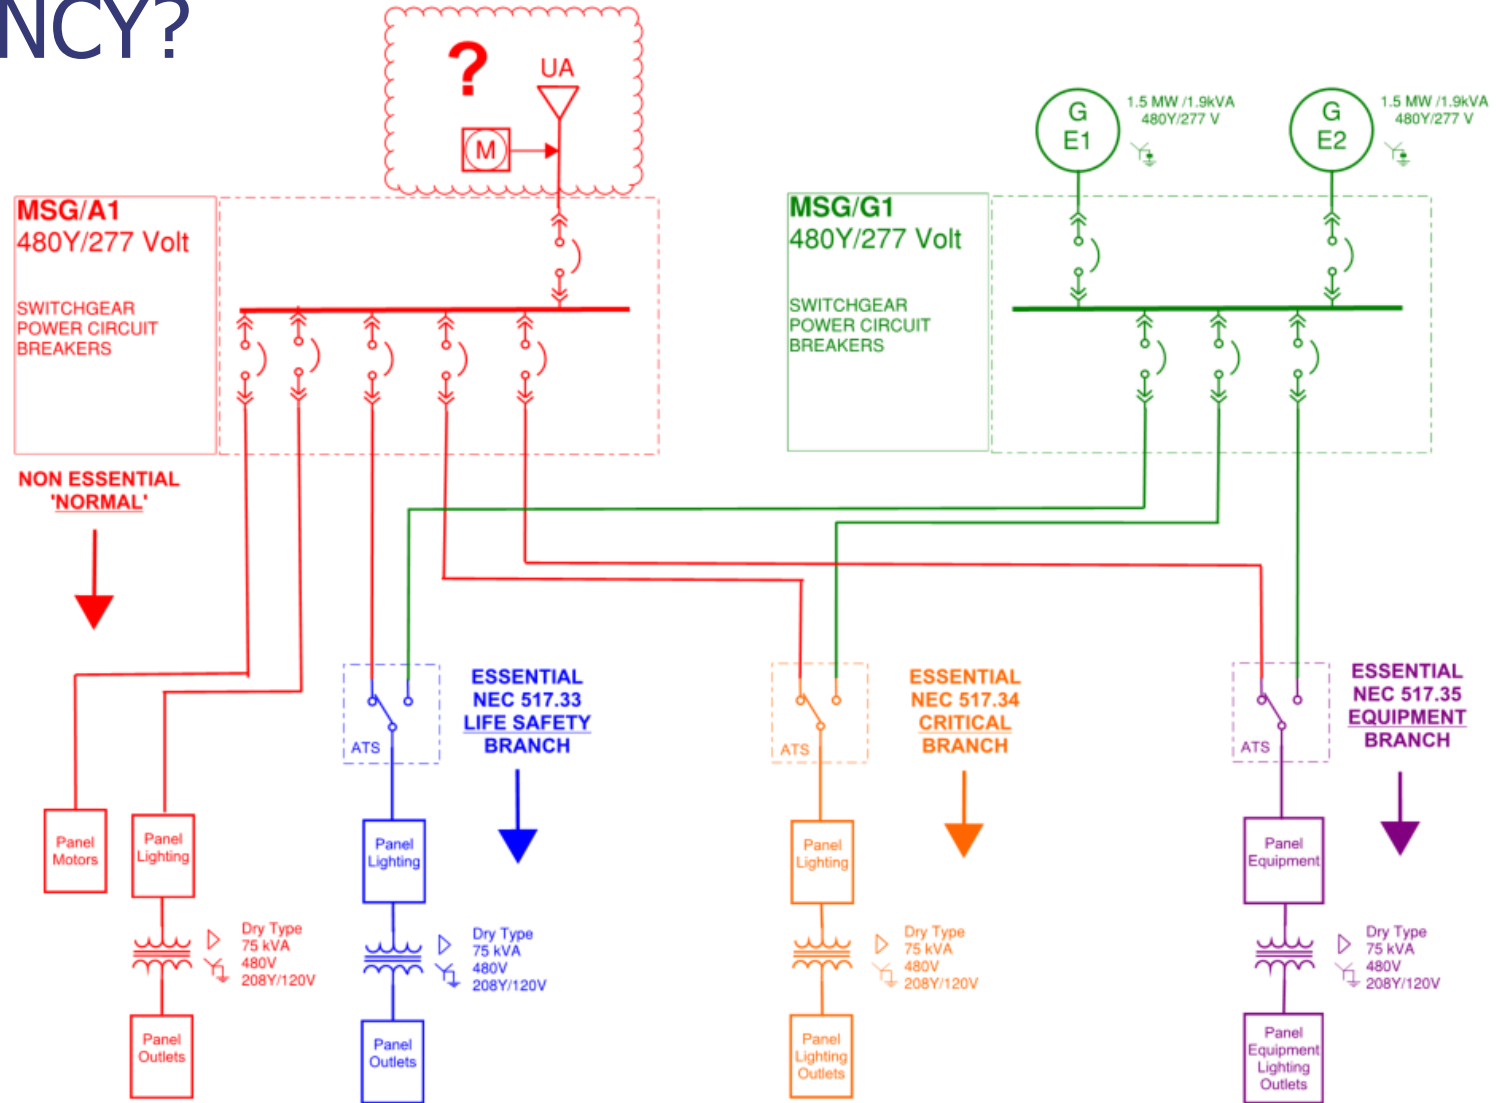 NCY?
?
UA
M
G
E1
1.5 MW /1.9kVA
480Y/277 V
G
E2
1.5 MW /1.9kVA
480Y/277 V
MSG/A1
480Y/277 Volt
SWITCHGEAR
POWER CIRCUIT
BREAKERS
MSG/G1
480Y/277 Volt
SWITCHGEAR
POWER CIRCUIT
BREAKERS
NON ESSENTIAL
'NORMAL'
ATS
ESSENTIAL
NEC 517.33
LIFE SAFETY
BRANCH
ATS
ESSENTIAL
NEC 517.34
CRITICAL
BRANCH
ATS
ESSENTIAL
NEC 517.35
EQUIPMENT
BRANCH
Panel
Motors
Panel
Lighting
Panel
Lighting
Panel
Lighting
Panel
Equipment
Dry Type
75 kVA
480V
208Y/120V
Dry Type
75 kVA
480V
208Y/120V
Dry Type
75 kVA
480V
208Y/120V
Dry Type
75 kVA
480V
208Y/120V
Panel
Outlets
Panel
Outlets
Panel
Lighting
Outlets
Panel
Equipment
Lighting
Outlets